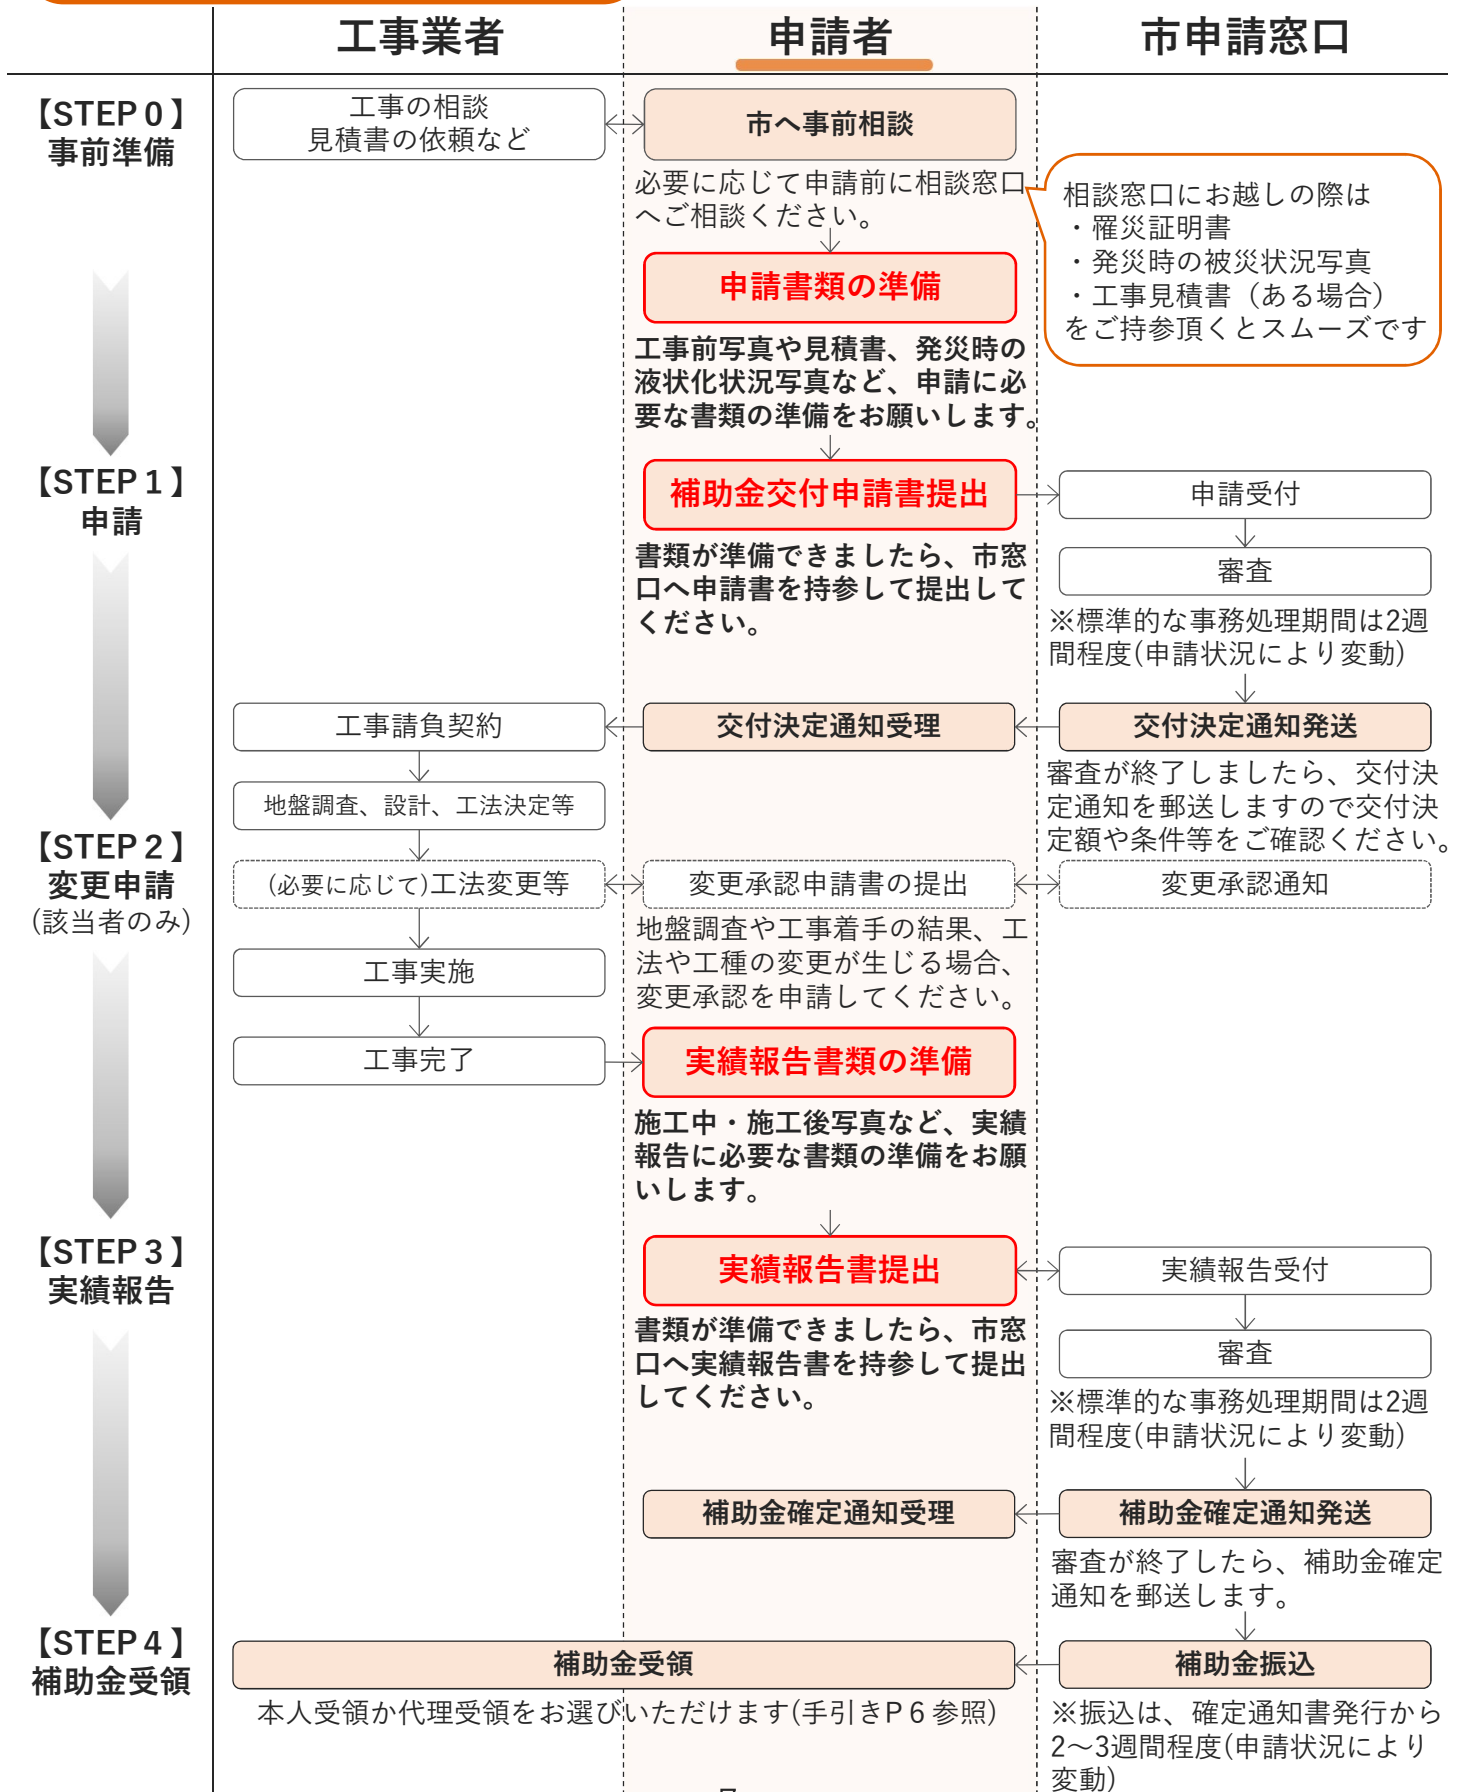 工事業者
申請者
市申請窓口
【STEP０】
事前準備
工事の相談
見積書の依頼など
市へ事前相談
必要に応じて申請前に相談窓口
へご相談ください。
相談窓口にお越しの際は
・罹災証明書
・発災時の被災状況写真
・工事見積書（ある場合）
をご持参頂くとスムーズです
申請書類の準備
工事前写真や見積書、発災時の
液状化状況写真など、申請に必
要な書類の準備をお願いします。
【STEP１】
申請
補助金交付申請書提出
申請受付
書類が準備できましたら、市窓
口へ申請書を持参して提出して
ください。
審査
※標準的な事務処理期間は2週
間程度(申請状況により変動)
工事請負契約
交付決定通知受理
交付決定通知発送
審査が終了しましたら、交付決
定通知を郵送しますので交付決
定額や条件等をご確認ください。
地盤調査、設計、工法決定等
【STEP２】
変更申請
(該当者のみ)
(必要に応じて)工法変更等
変更承認申請書の提出
変更承認通知
地盤調査や工事着手の結果、工
法や工種の変更が生じる場合、
変更承認を申請してください。
工事実施
工事完了
実績報告書類の準備
施工中・施工後写真など、実績
報告に必要な書類の準備をお願
いします。
【STEP３】
実績報告
実績報告書提出
実績報告受付
書類が準備できましたら、市窓
口へ実績報告書を持参して提出
してください。
審査
※標準的な事務処理期間は2週
間程度(申請状況により変動)
補助金確定通知受理
補助金確定通知発送
審査が終了したら、補助金確定
通知を郵送します。
【STEP４】
補助金受領
補助金受領
補助金振込
本人受領か代理受領をお選びいただけます(手引きP６参照)
※振込は、確定通知書発行から
2～3週間程度(申請状況により
変動)